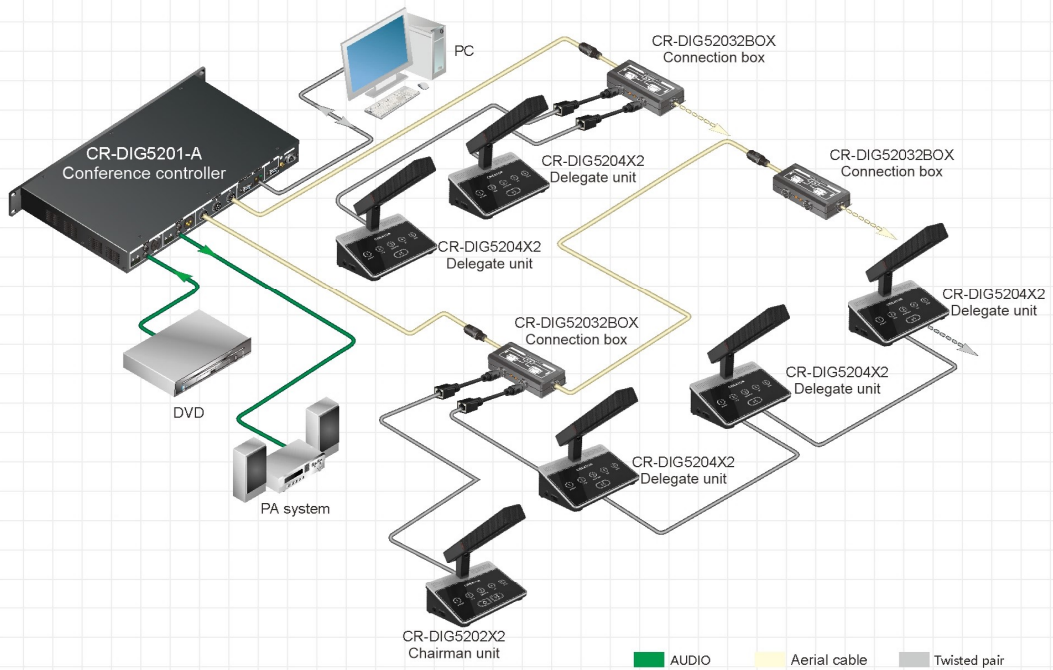 PC
CR-DIG52032BOX
Connection box
CR-DIG5201-A
Conference controller
CR-DIG5204X2
Delegate unit
CR-DIG52032BOX
Connection box
CR-DIG5204X2
Delegate unit
CR-DIG5204X2
Delegate unit
CR-DIG52032BOX
Connection box
CR-DIG5204X2
Delegate unit
DVD
CR-DIG5204X2
Delegate unit
PA system
CR-DIG5202X2
Chairman unit
AUDIO
Aerial cable
Twisted pair